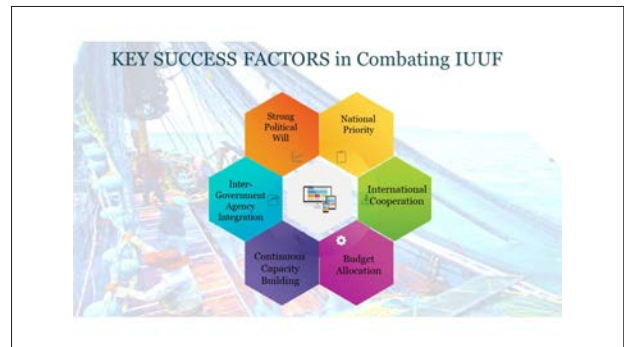 KEY SUCCESS FACTORS in Combating IUUF
Strong
Political
Will
National
Priority
Inter-
Government
Agency
Integration
International
Cooperation
Continuous
Capacity
Building
Budget
Allocation